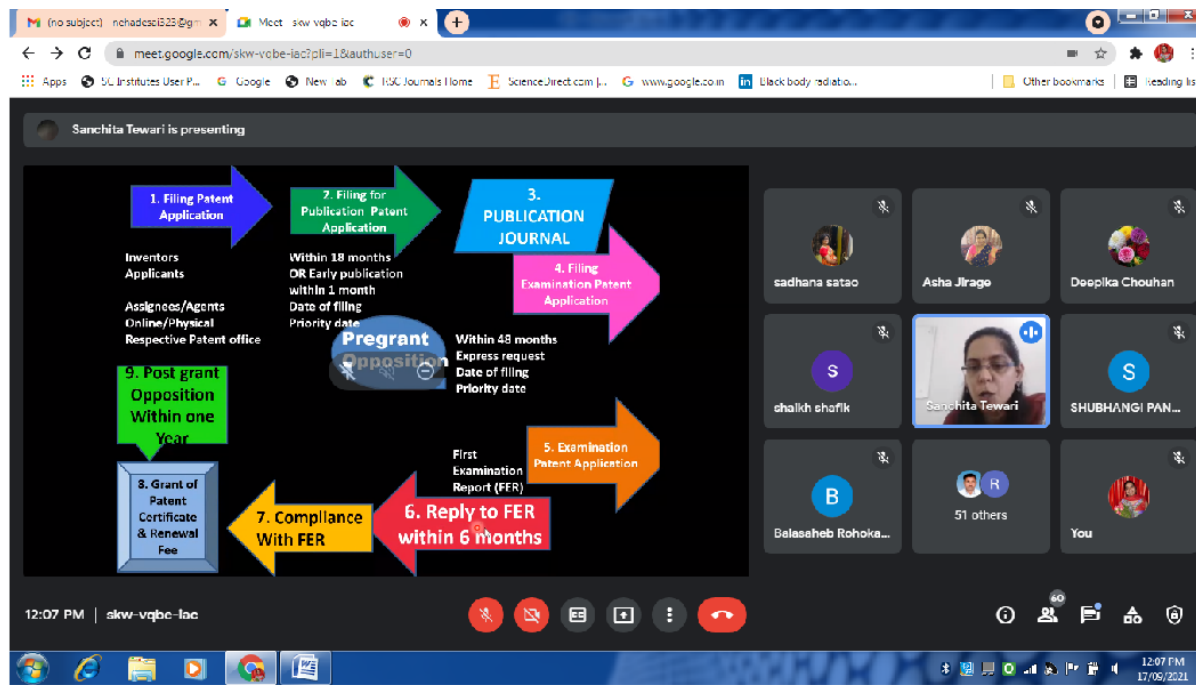 (no subject) - nehadesai323@gm
Meet - skw-vqbe-iac
meet.google.com/skw-vqbe-iac?pli=1&authuser=0
Apps
Google
New Tab
RSC Journals Home
ScienceDirect.com |...
www.google.co.in
Black body radiatio...
Other bookmarks
Reading lis
Sanchita Tewari is presenting
1. Filing Patent
Application
2. Filing for
Publication Patent
Application
3.
PUBLICATION
JOURNAL
4. Filing
Examination Patent
Application
Inventors
Applicants
Assignees/Agents
Online/Physical
Respective Patent office
Within 18 months
OR Early publication
within 1 month
Date of filing
Priority date
Pregrant
Opposition
Within 48 months
Express request
Date of filing
Priority date
9. Post grant
Opposition
Within one
Year
5. Examination
Patent Application
First
Examination
Report (FER)
6. Reply to FER
within 6 months
7. Compliance
With FER
8. Grant of
Patent
Certificate
& Renewal
Fee
sadhana satao
Asha Jirage
Deepika Chouhan
S
shaikh shafik
Sanchita Tewari
S
SHUBHANGI PAN...
B
Balasaheb Rohoka...
R
51 others
You
12:07 PM | skw-vqbe-iac
60
12:07 PM
17/09/2021